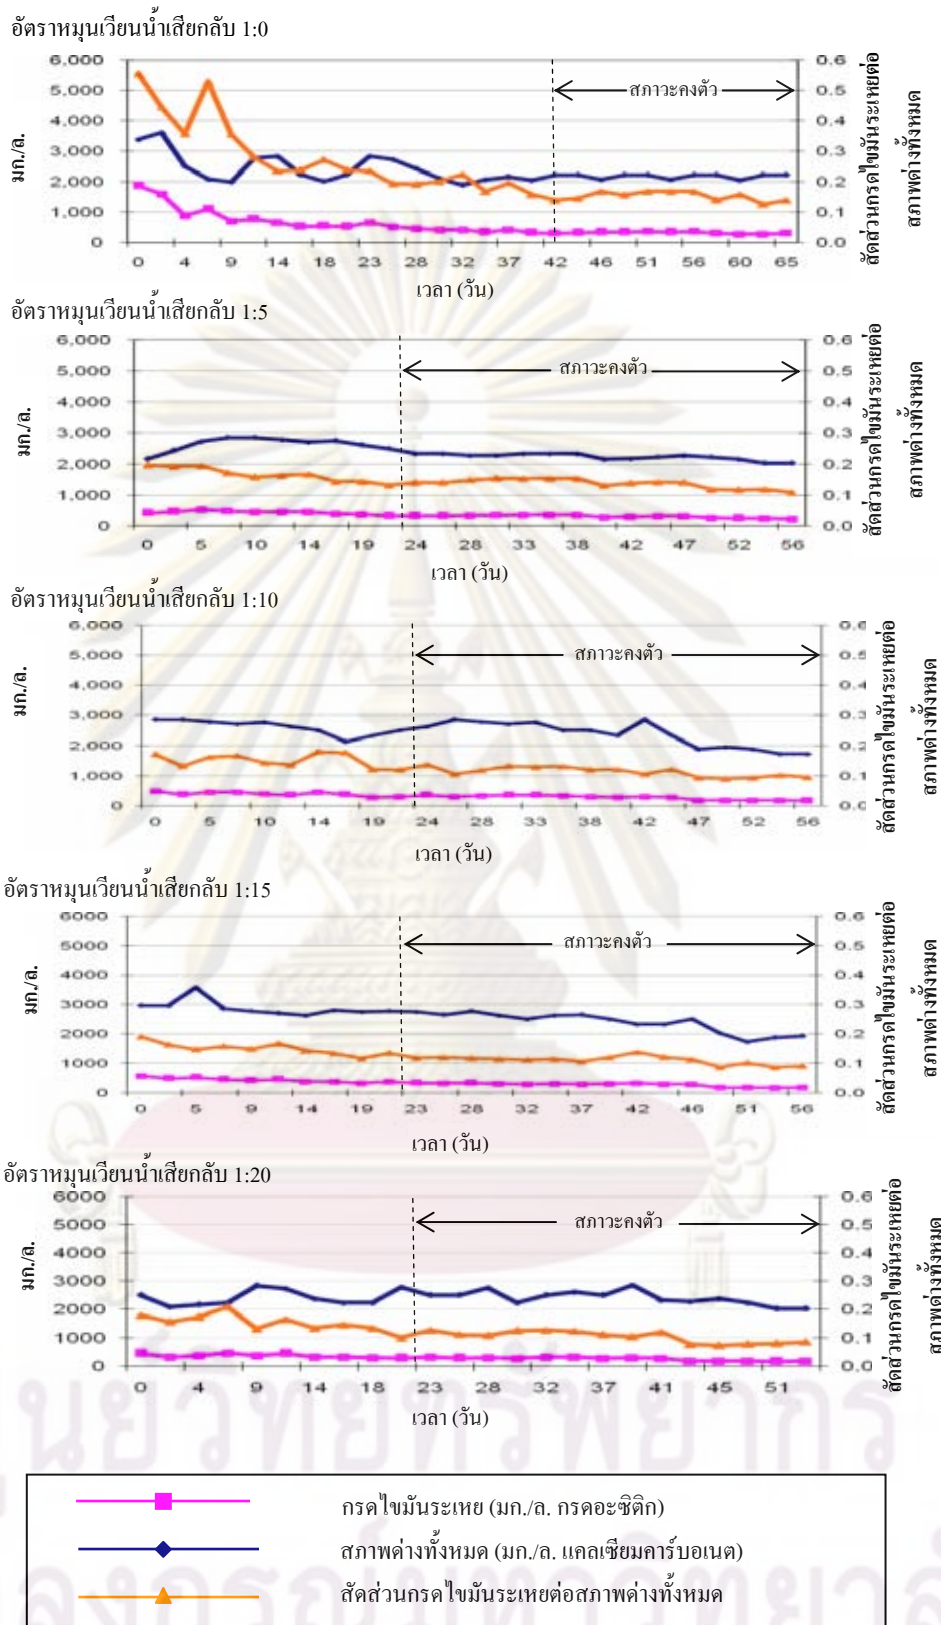 อัตราหมุนเวียนน้ำเสียกลับ 1:0
6,000 5,000 4,000 3,000 2,000 1,000 0
มก./ล.
สภาวะคงตัว
0.6 0.5 0.4 0.3 0.2 0.1 0.0
สัดส่วนกรดไขมันระเหยต่อ
สภาพด่างทั้งหมด
0 4 9 14 18 23 28 32 37 42 46 51 56 60 65
เวลา (วัน)
อัตราหมุนเวียนน้ำเสียกลับ 1:5
6,000 5,000 4,000 3,000 2,000 1,000 0
มก./ล.
สภาวะคงตัว
0.6 0.5 0.4 0.3 0.2 0.1 0.0
สัดส่วนกรดไขมันระเหยต่อ
สภาพด่างทั้งหมด
0 5 10 14 19 24 28 33 38 42 47 52 56
เวลา (วัน)
อัตราหมุนเวียนน้ำเสียกลับ 1:10
6,000 5,000 4,000 3,000 2,000 1,000 0
มก./ล.
สภาวะคงตัว
0.6 0.5 0.4 0.3 0.2 0.1 0.0
สัดส่วนกรดไขมันระเหยต่อ
สภาพด่างทั้งหมด
0 5 10 14 19 24 28 33 38 42 47 52 56
เวลา (วัน)
อัตราหมุนเวียนน้ำเสียกลับ 1:15
6000 5000 4000 3000 2000 1000 0
มก./ล.
สภาวะคงตัว
0.6 0.5 0.4 0.3 0.2 0.1 0.0
สัดส่วนกรดไขมันระเหยต่อ
สภาพด่างทั้งหมด
0 5 9 14 19 23 28 33 37 42 46 51 56
เวลา (วัน)
อัตราหมุนเวียนน้ำเสียกลับ 1:20
6000 5000 4000 3000 2000 1000 0
มก./ล.
สภาวะคงตัว
0.6 0.5 0.4 0.3 0.2 0.1 0.0
สัดส่วนกรดไขมันระเหยต่อ
สภาพด่างทั้งหมด
0 4 9 14 18 23 28 32 37 41 45 51
เวลา (วัน)
กรดไขมันระเหย (มก./ล. กรดอะซิติก)
สภาพด่างทั้งหมด (มก./ล. แคลเซียมคาร์บอเนต)
สัดส่วนกรดไขมันระเหยต่อสภาพด่างทั้งหมด